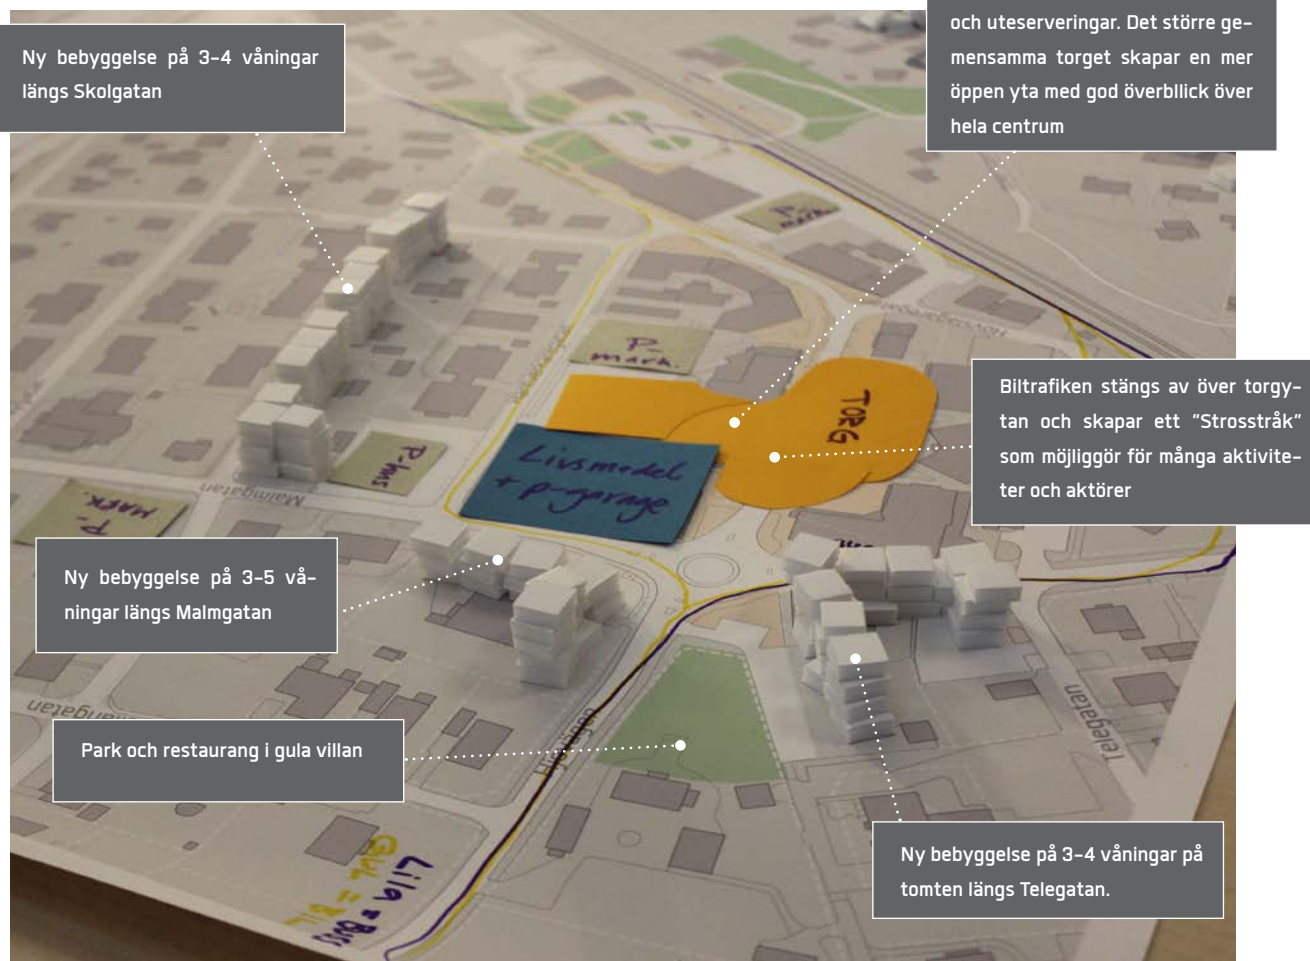 och uteserveringar. Det större ge-
mensamma torget skapar en mer
öppen yta med god överbllick över
hela centrum
Ny bebyggelse på 3-4 våningar
längs Skolgatan
P-
mark.
Biltrafiken stängs av över torgy-
tan och skapar ett "Strosstråk"
som möjliggör för många aktivite-
ter och aktörer
TORG
Livsmedel
+ p-garage
P-hus
Malmgatan
P-
MARK.
Ny bebyggelse på 3-5 vå-
ningar längs Malmgatan
Park och restaurang i gula villan
Telegatan
Ny bebyggelse på 3-4 våningar på
tomten längs Telegatan.
GUL = BIL
Lila = Buss